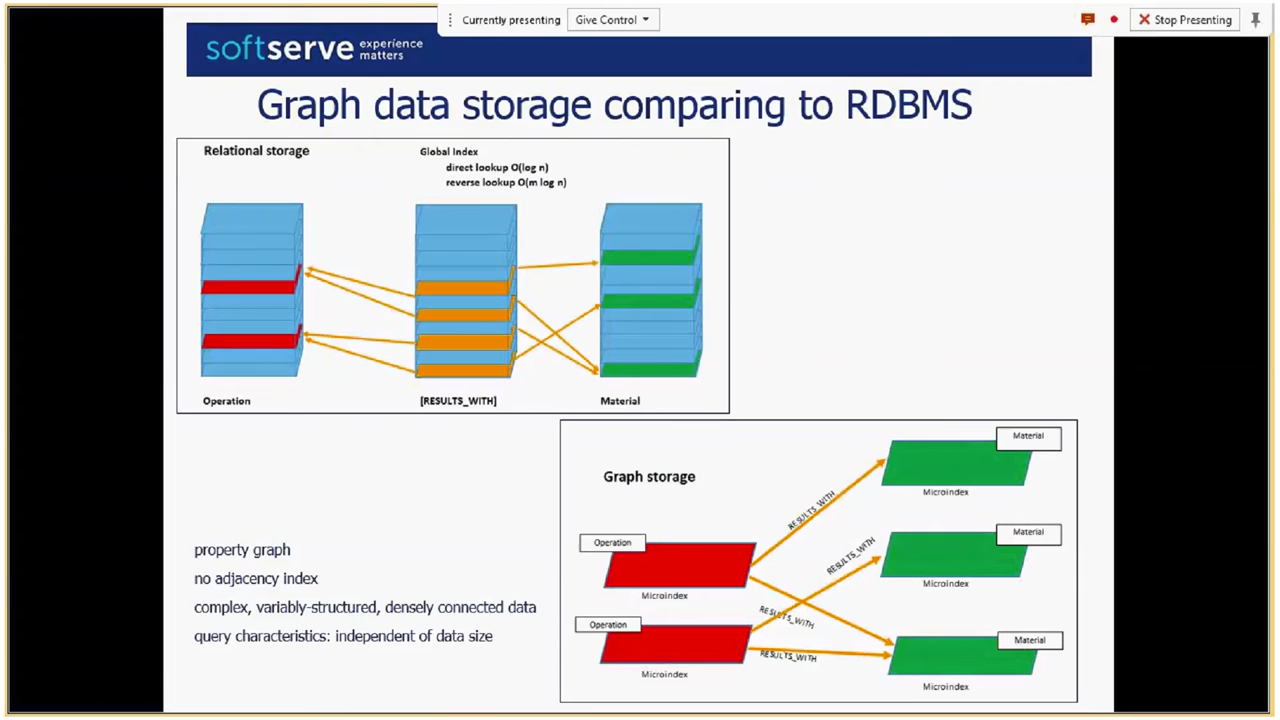 Currently presenting
Give Control
Stop Presenting
softserve experience matters
Graph data storage comparing to RDBMS
Relational storage
Global Index
direct lookup O(log n)
reverse lookup O(m log n)
Operation
[RESULTS_WITH]
Material
Graph storage
Material
Microindex
RESULTS_WITH
Operation
Microindex
RESULTS_WITH
Material
Microindex
RESULTS_WITH
Operation
Microindex
RESULTS_WITH
Material
Microindex
property graph
no adjacency index
complex, variably-structured, densely connected data
query characteristics: independent of data size